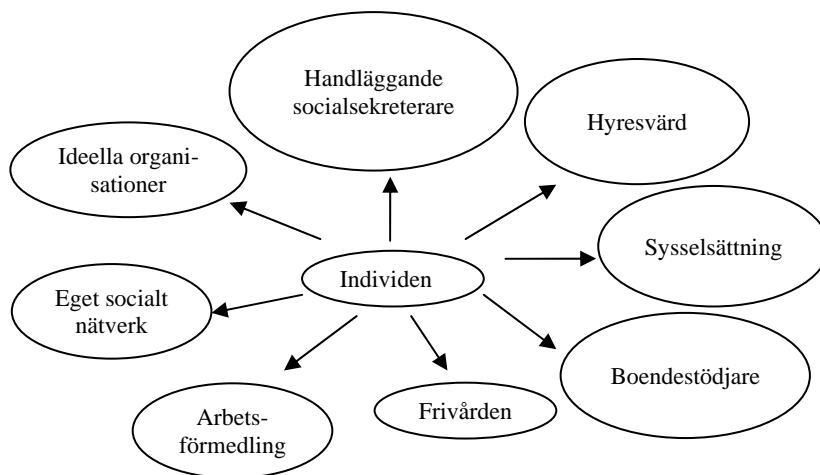 Handläggande
socialsekreterare
Hyresvärd
Ideella organi-
sationer
Sysselsättning
Individen
Eget socialt
nätverk
Boendestödjare
Arbets-
förmedling
Frivården